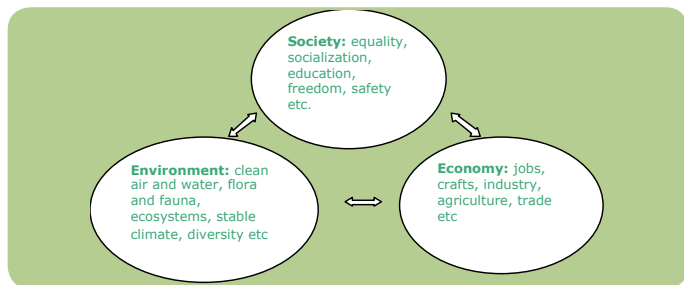 Society: equality,
socialization,
education,
freedom, safety
etc.
Environment: clean
air and water, flora
and fauna,
ecosystems, stable
climate, diversity etc
Economy: jobs,
crafts, industry,
agriculture, trade
etc